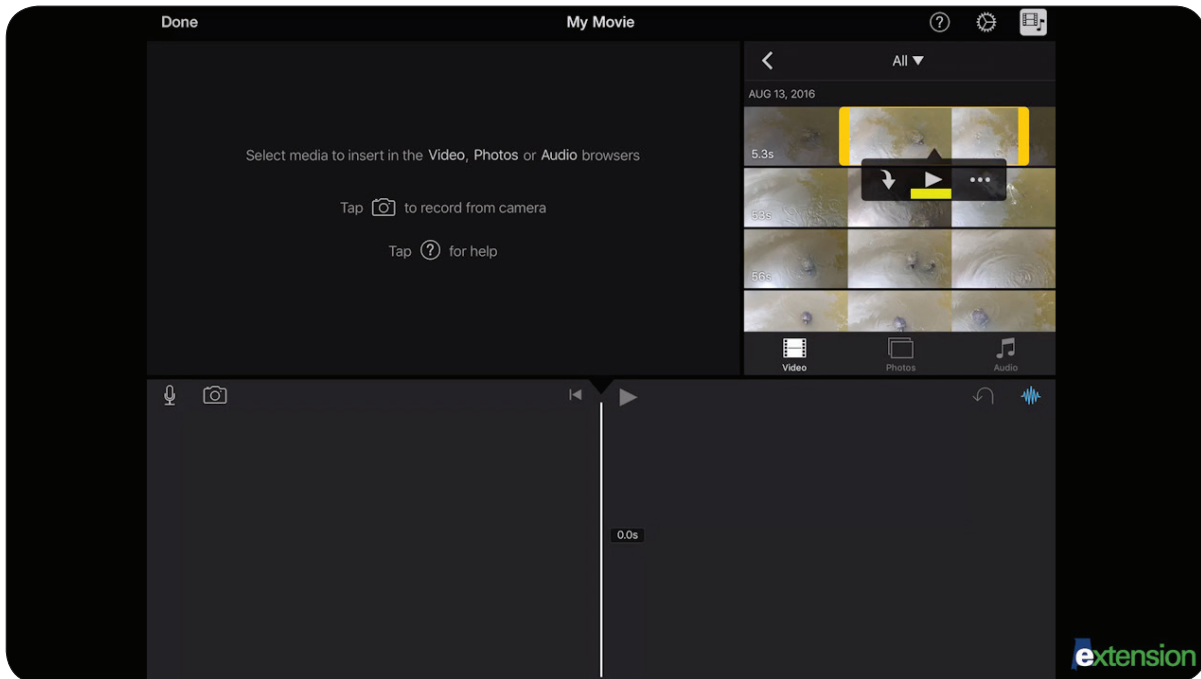 Done
My Movie
All
AUG 13, 2016
5.3s
53s
56s
Select media to insert in the Video, Photos or Audio browsers
Tap to record from camera
Tap ? for help
Video
Photos
Audio
0.0s
extension